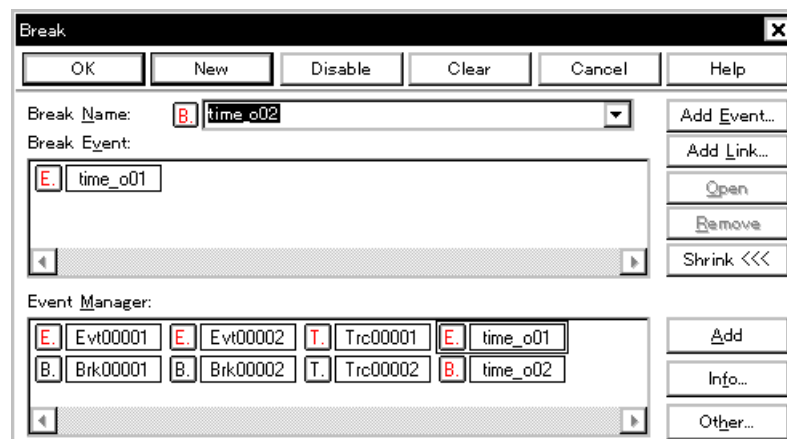 Break
OK New Disable Clear Cancel Help
Break Name: B. time_o02 Add Event...
Break Event: Add Link...
E. time_o01 Open
Remove
Shrink <<<
Event Manager:
E. Evt00001 E. Evt00002 T. Trc00001 E. time_o01 Add
B. Brk00001 B. Brk00002 T. Trc00002 B. time_o02 Info...
Other...